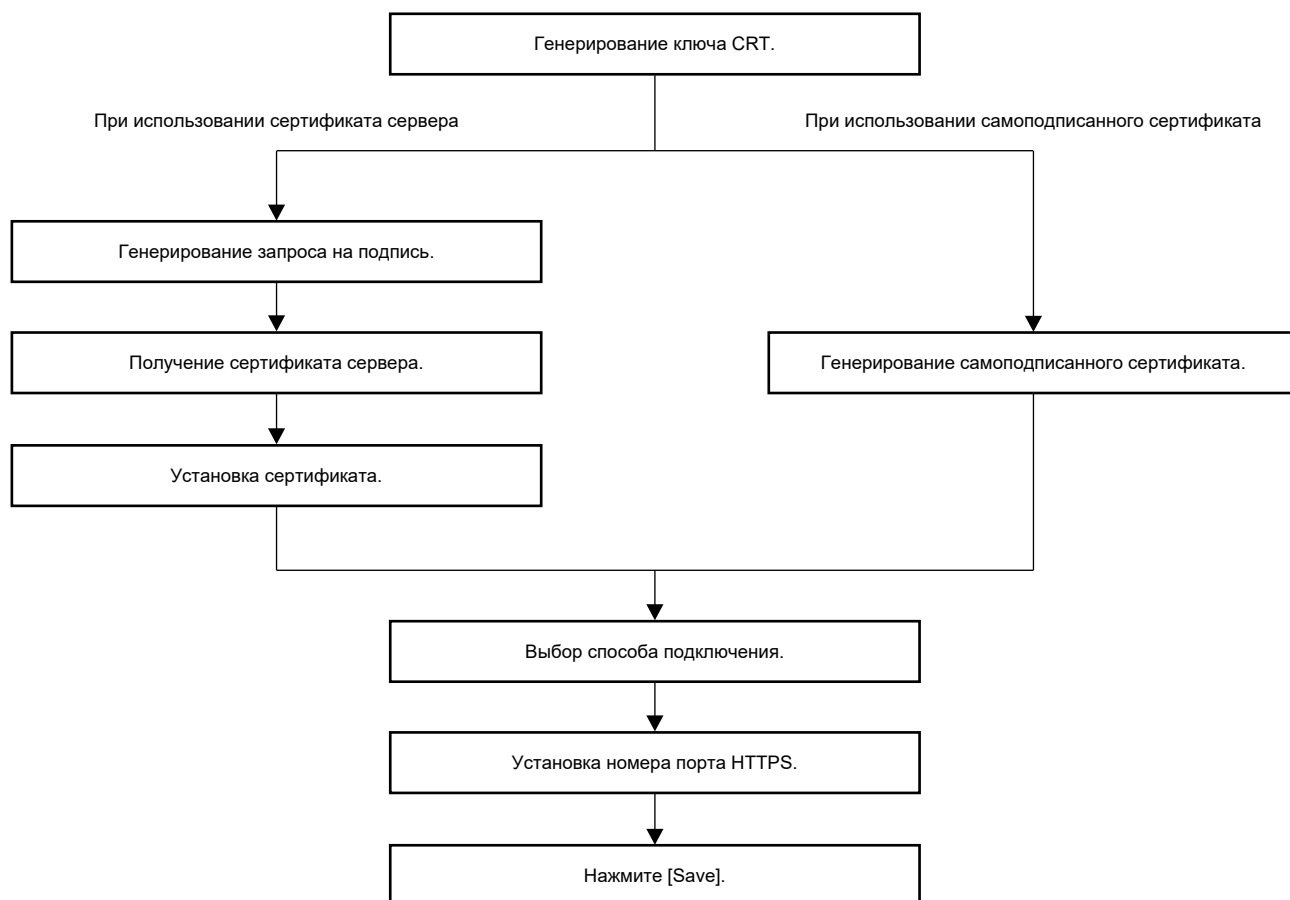 Генерирование ключа CRT.
При использовании сертификата сервера
При использовании самоподписанного сертификата
Генерирование запроса на подпись.
Получение сертификата сервера.
Генерирование самоподписанного сертификата.
Установка сертификата.
Выбор способа подключения.
Установка номера порта HTTPS.
Нажмите [Save].